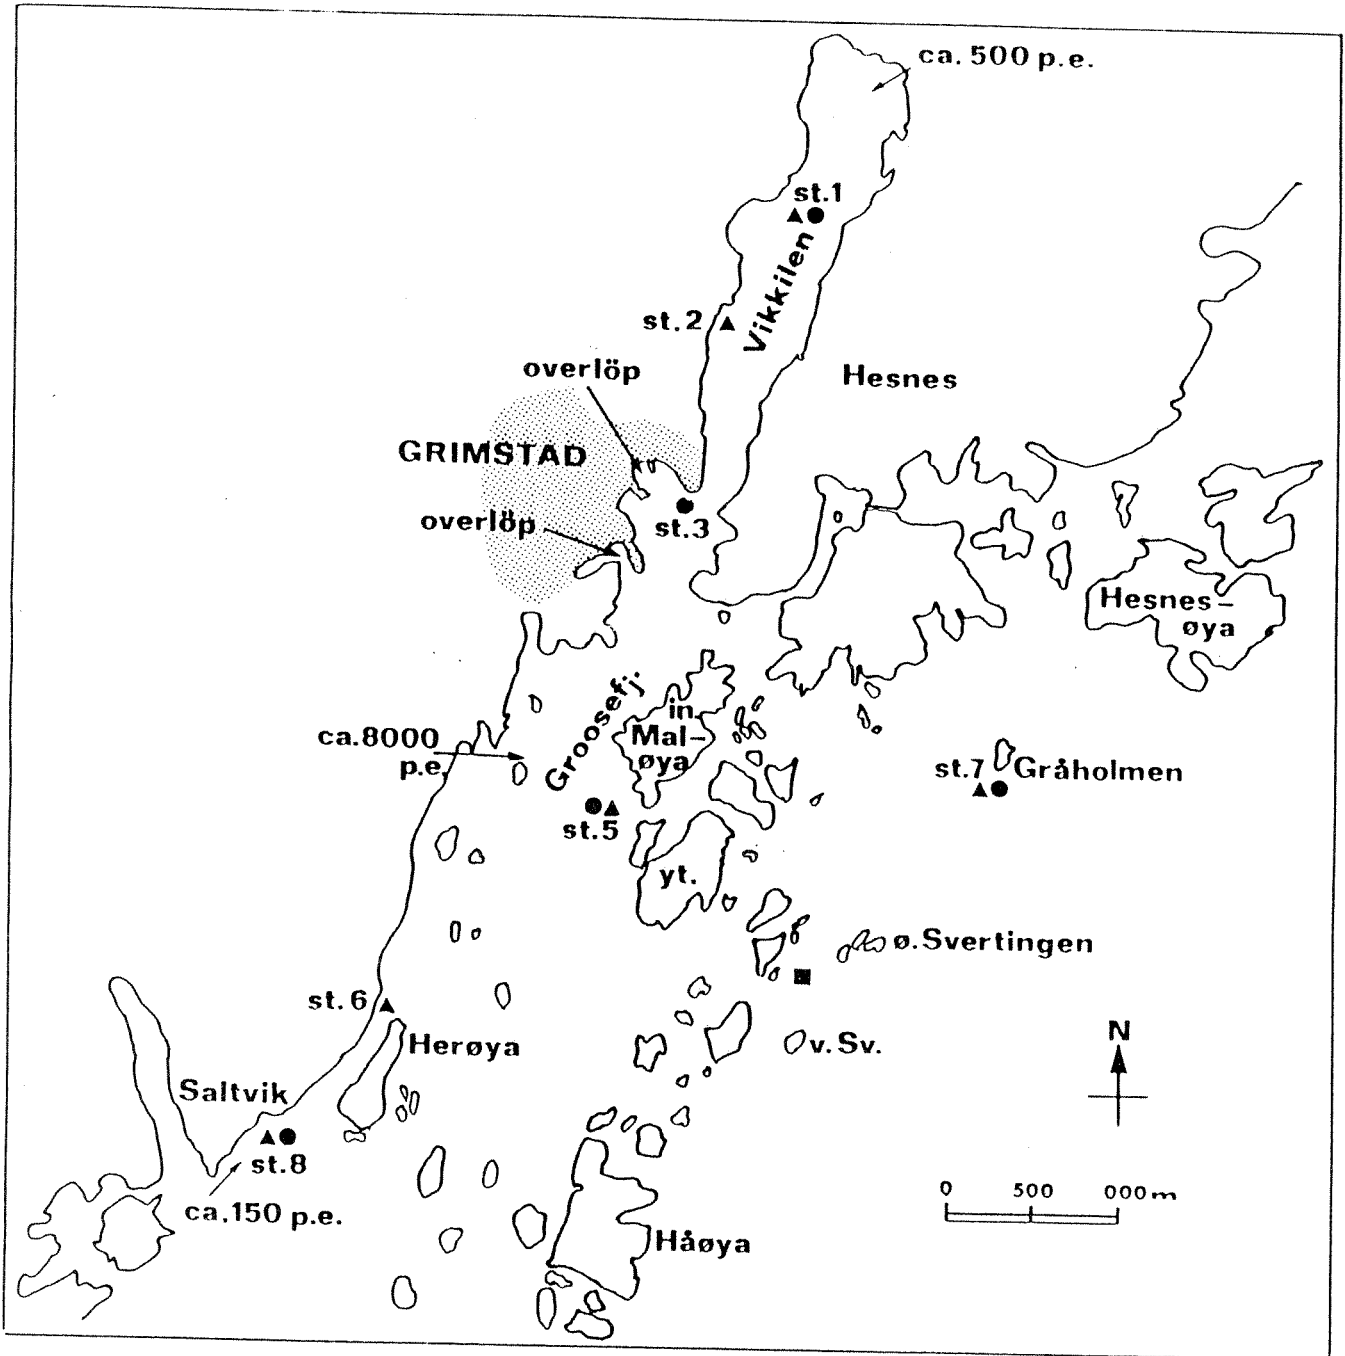 ca. 500 p.e.
st.1
Vikkilen
st.2
overlöp
Hesnes
GRIMSTAD
overlöp
st.3
Hesnes-
øya
Groosefj.
in.
Mal-
øya
ca.8000
p.e.
st.7
Gråholmen
st.5
yt.
ø.Svertingen
st.6
Herøya
v.Sv.
N
Saltvik
st.8
ca.150 p.e.
0 500 000 m
Håøya